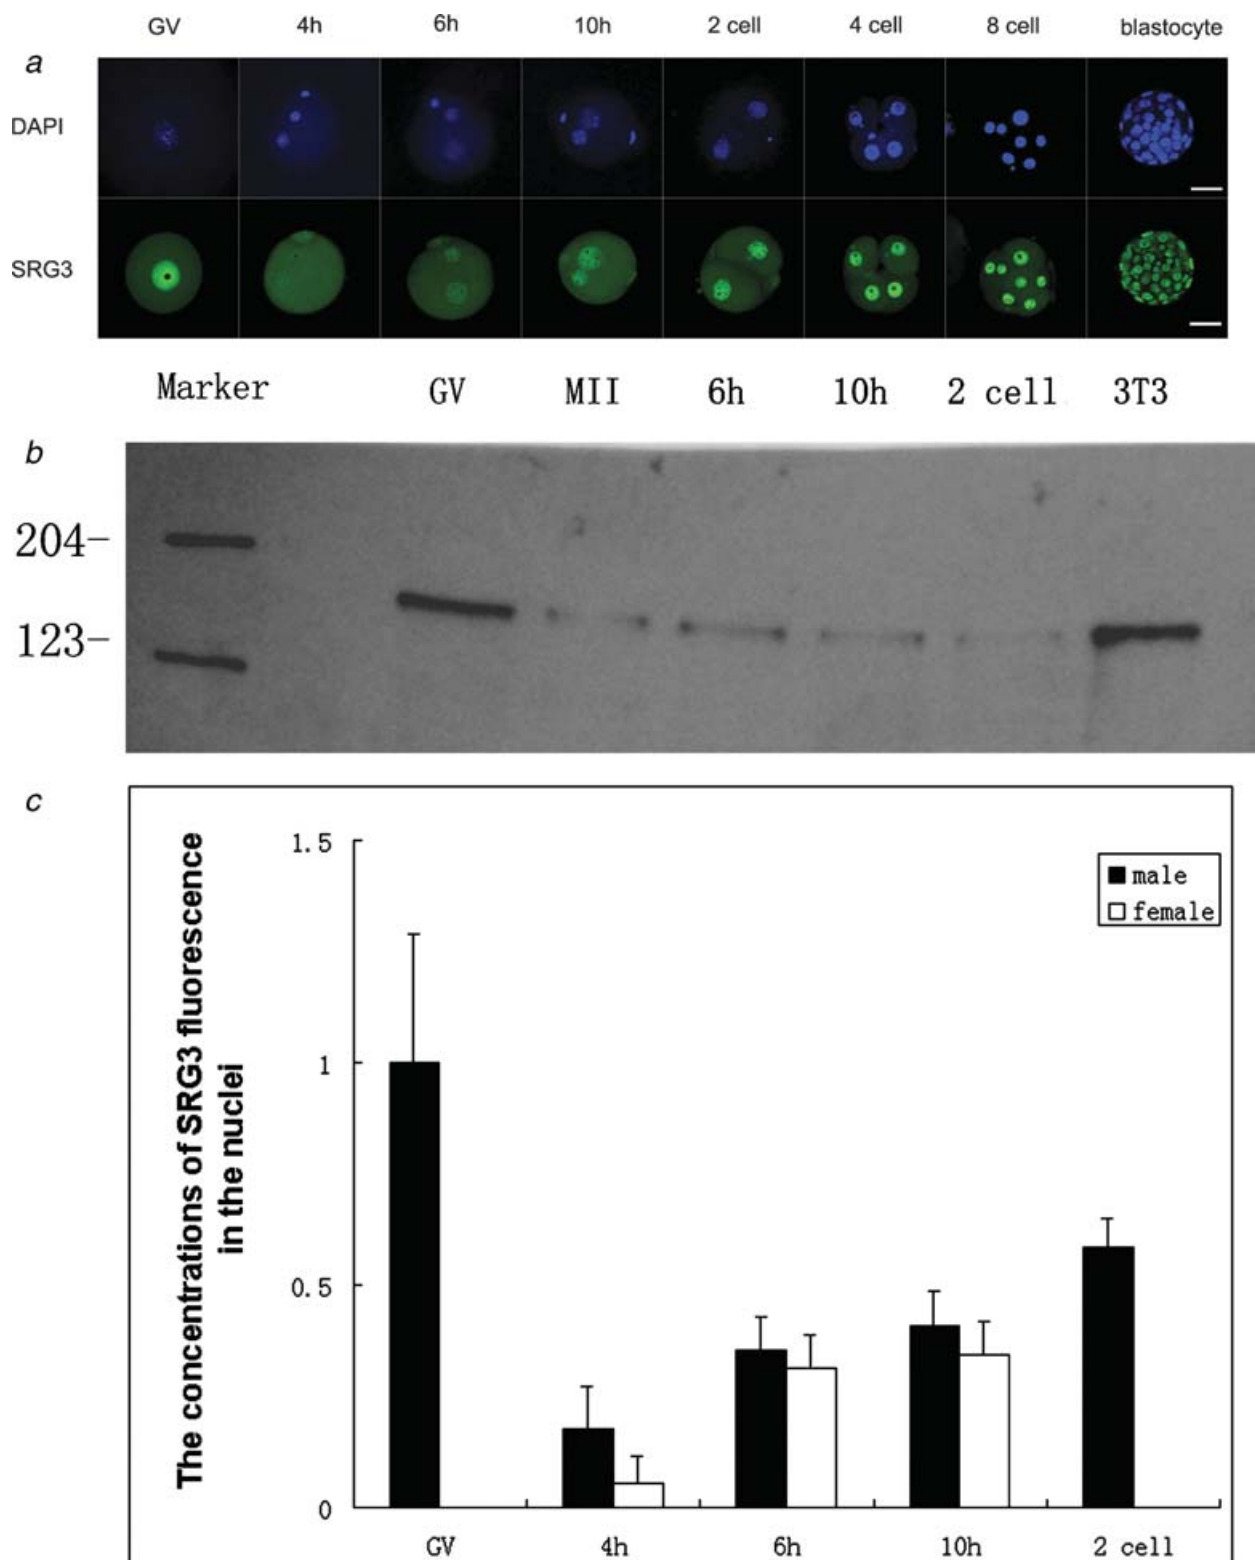 GV 4h 6h 10h 2 cell 4 cell 8 cell blastocyte
a
DAPI
SRG3
Marker GV MII 6h 10h 2 cell 3T3
b
204-
123-
c
The concentrations of SRG3 fluorescence
in the nuclei
1.5
1
0.5
0
male
female
GV 4h 6h 10h 2 cell